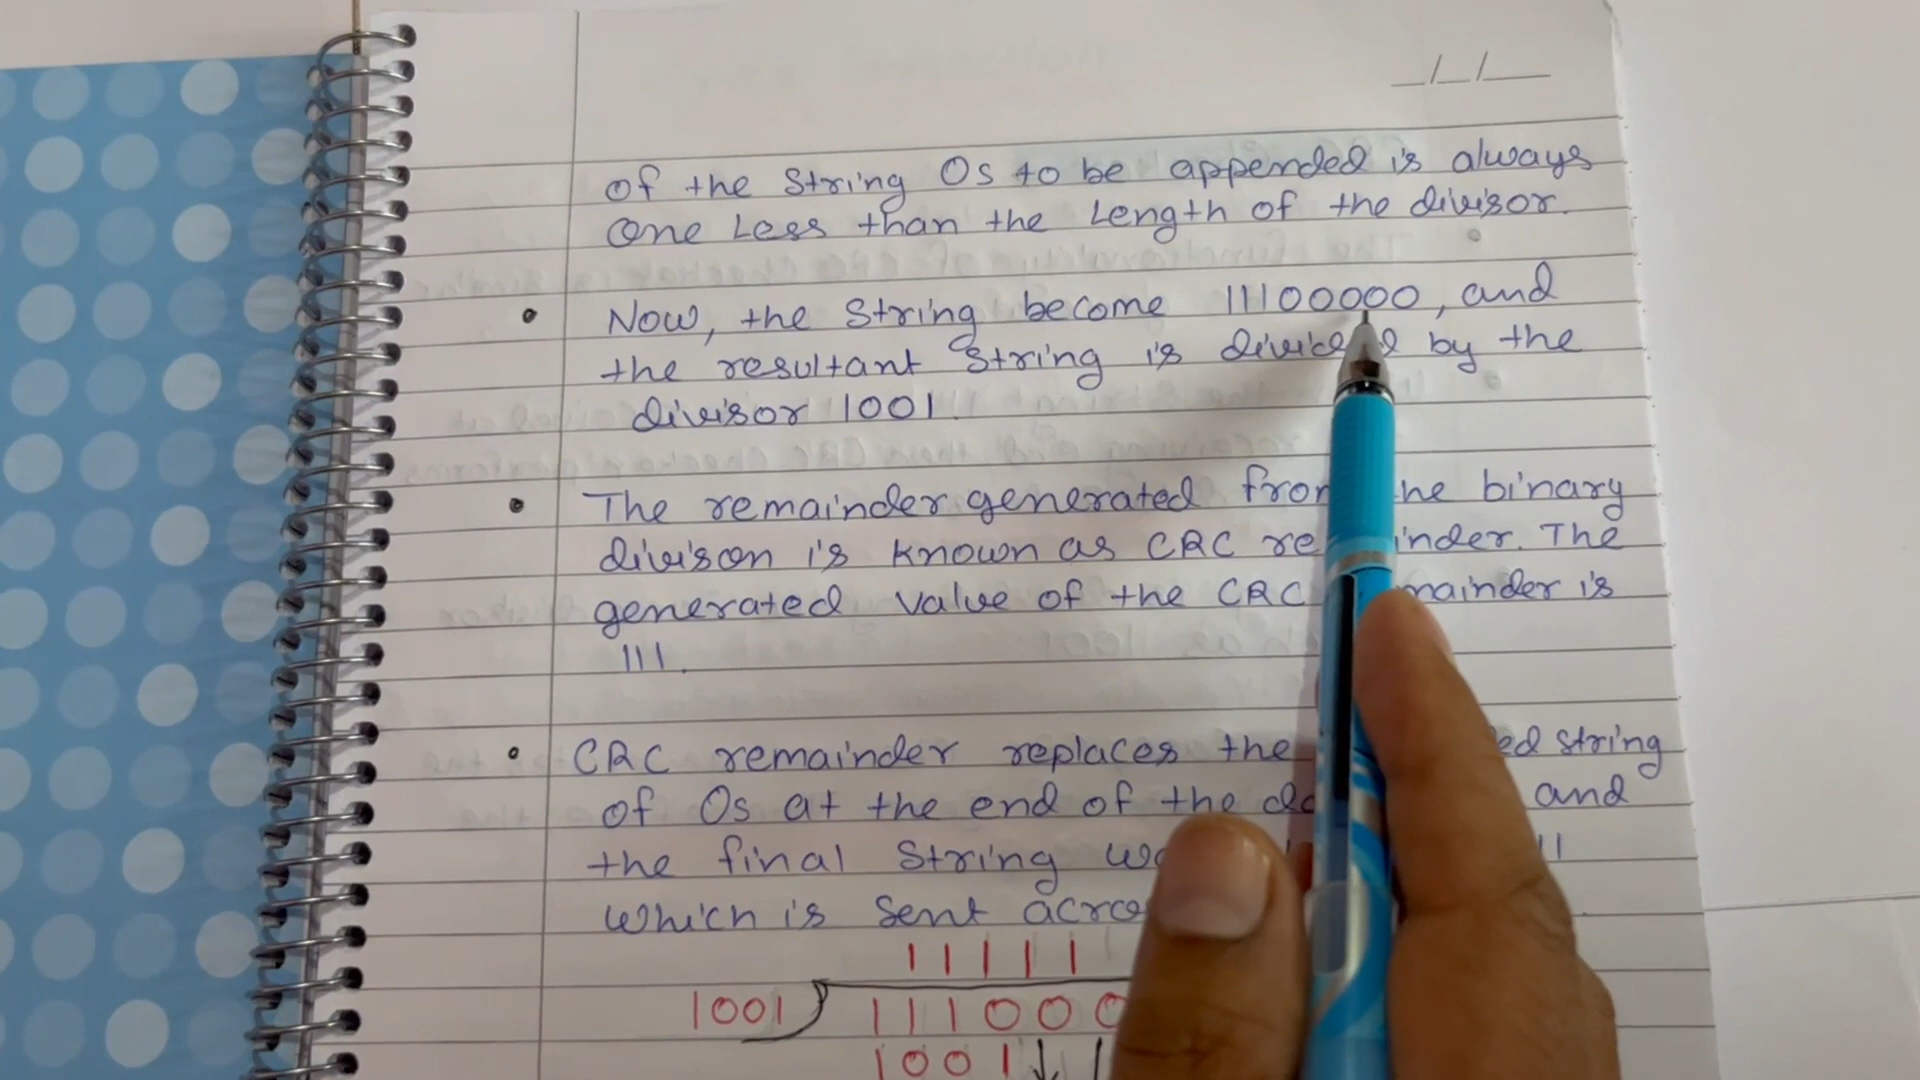 _/_/__
of the string 0s to be appended is always
one less than the length of the divisor.
Now, the string become 11100000, and
the resultant string is divided by the
divisor 1001.
The remainder generated from the binary
divison is known as CRC remainder. The
generated value of the CRC remainder is
111.
CRC remainder replaces the string
of 0s at the end of the and
the final string 11
which is sent
11111
1001 111000
1001